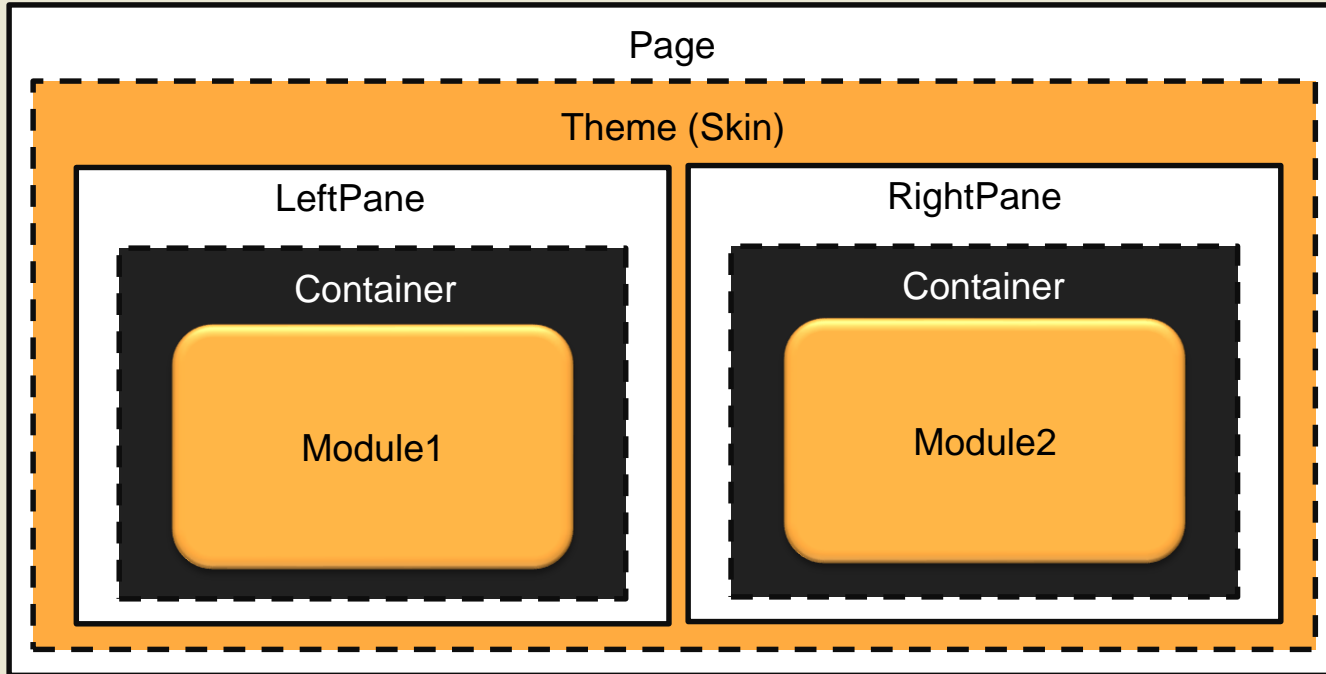 Page
Theme (Skin)
LeftPane
RightPane
Container
Container
Module1
Module2